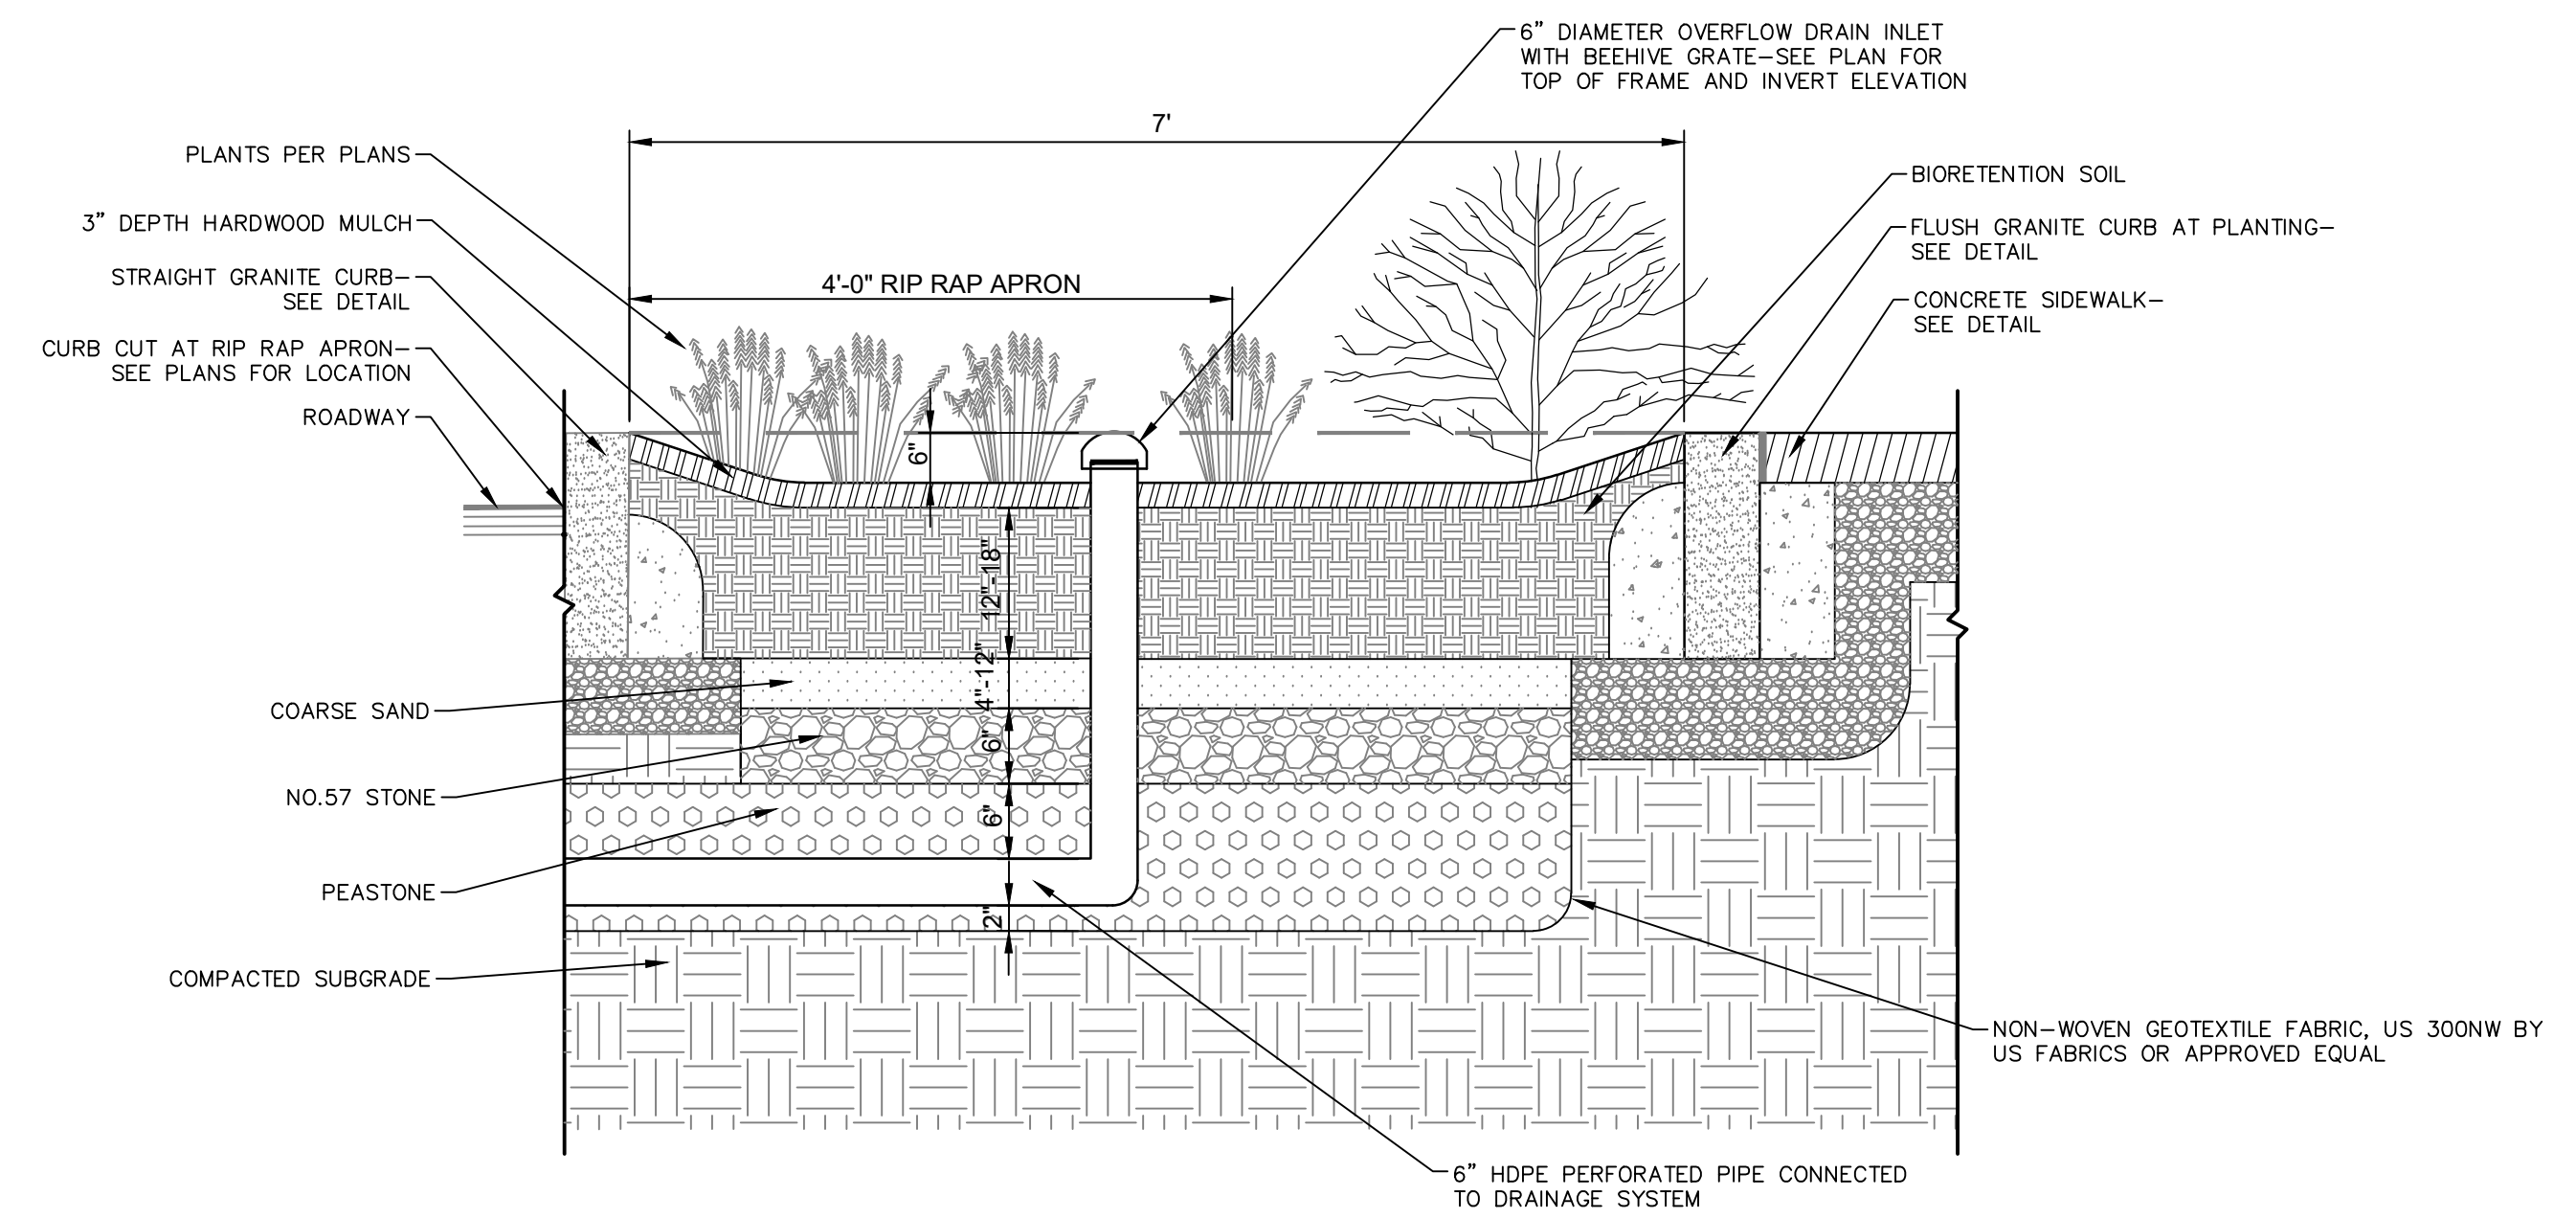 6" DIAMETER OVERFLOW DRAIN INLET
WITH BEEHIVE GRATE-SEE PLAN FOR
TOP OF FRAME AND INVERT ELEVATION
7'
PLANTS PER PLANS
BIORETENTION SOIL
3" DEPTH HARDWOOD MULCH
FLUSH GRANITE CURB AT PLANTING-
SEE DETAIL
STRAIGHT GRANITE CURB-
SEE DETAIL
4'-0" RIP RAP APRON
CONCRETE SIDEWALK-
SEE DETAIL
CURB CUT AT RIP RAP APRON-
SEE PLANS FOR LOCATION
ROADWAY
6"
12"-18"
4"-12"
6"
6"
2"
COARSE SAND
NO.57 STONE
PEASTONE
COMPACTED SUBGRADE
NON-WOVEN GEOTEXTILE FABRIC, US 300NW BY
US FABRICS OR APPROVED EQUAL
6" HDPE PERFORATED PIPE CONNECTED
TO DRAINAGE SYSTEM